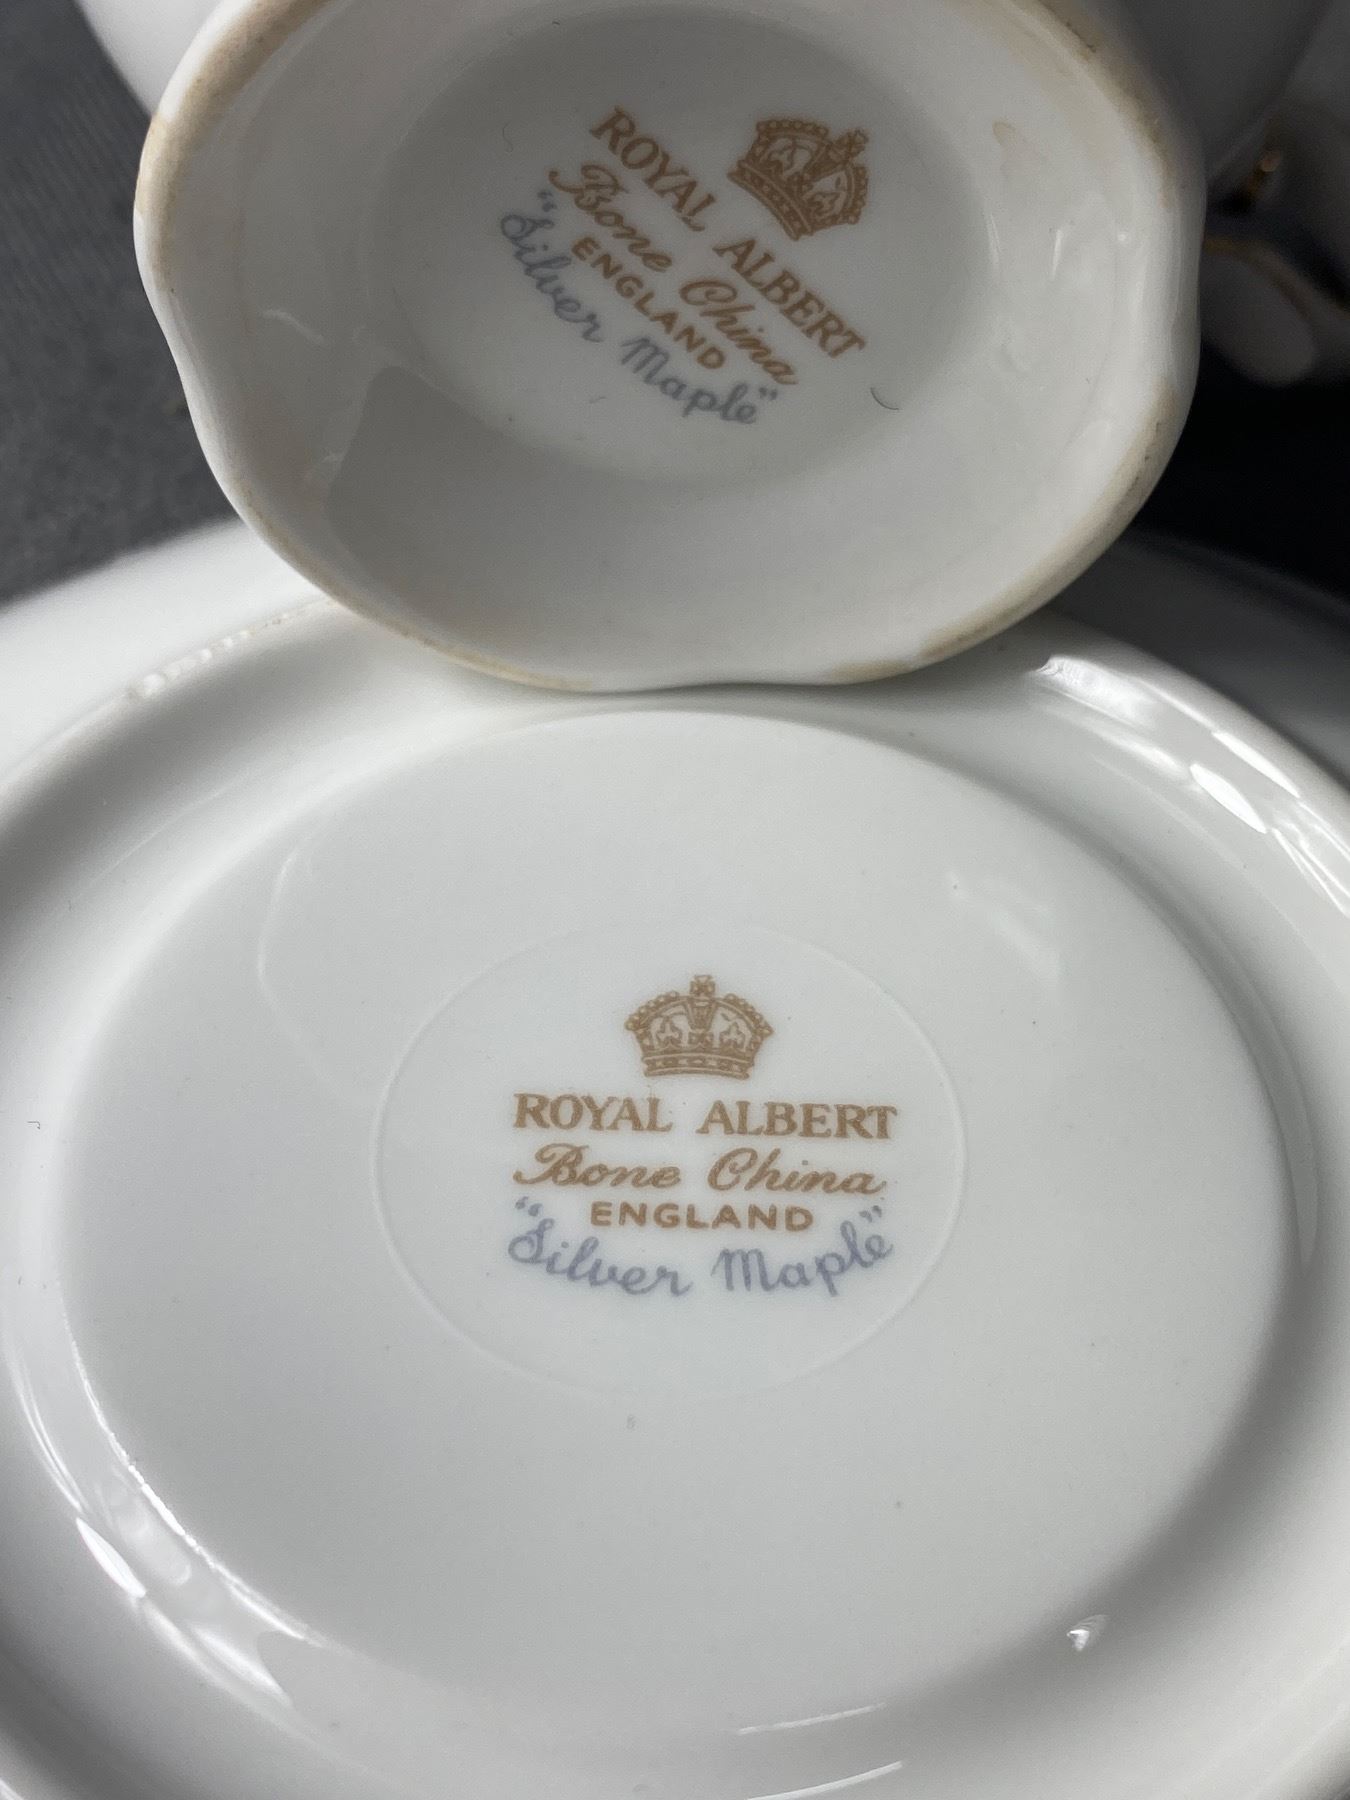 ROYAL ALBERT
Bone China
ENGLAND
"Silver Maple"
ROYAL ALBERT
Bone China
ENGLAND
"Silver Maple"